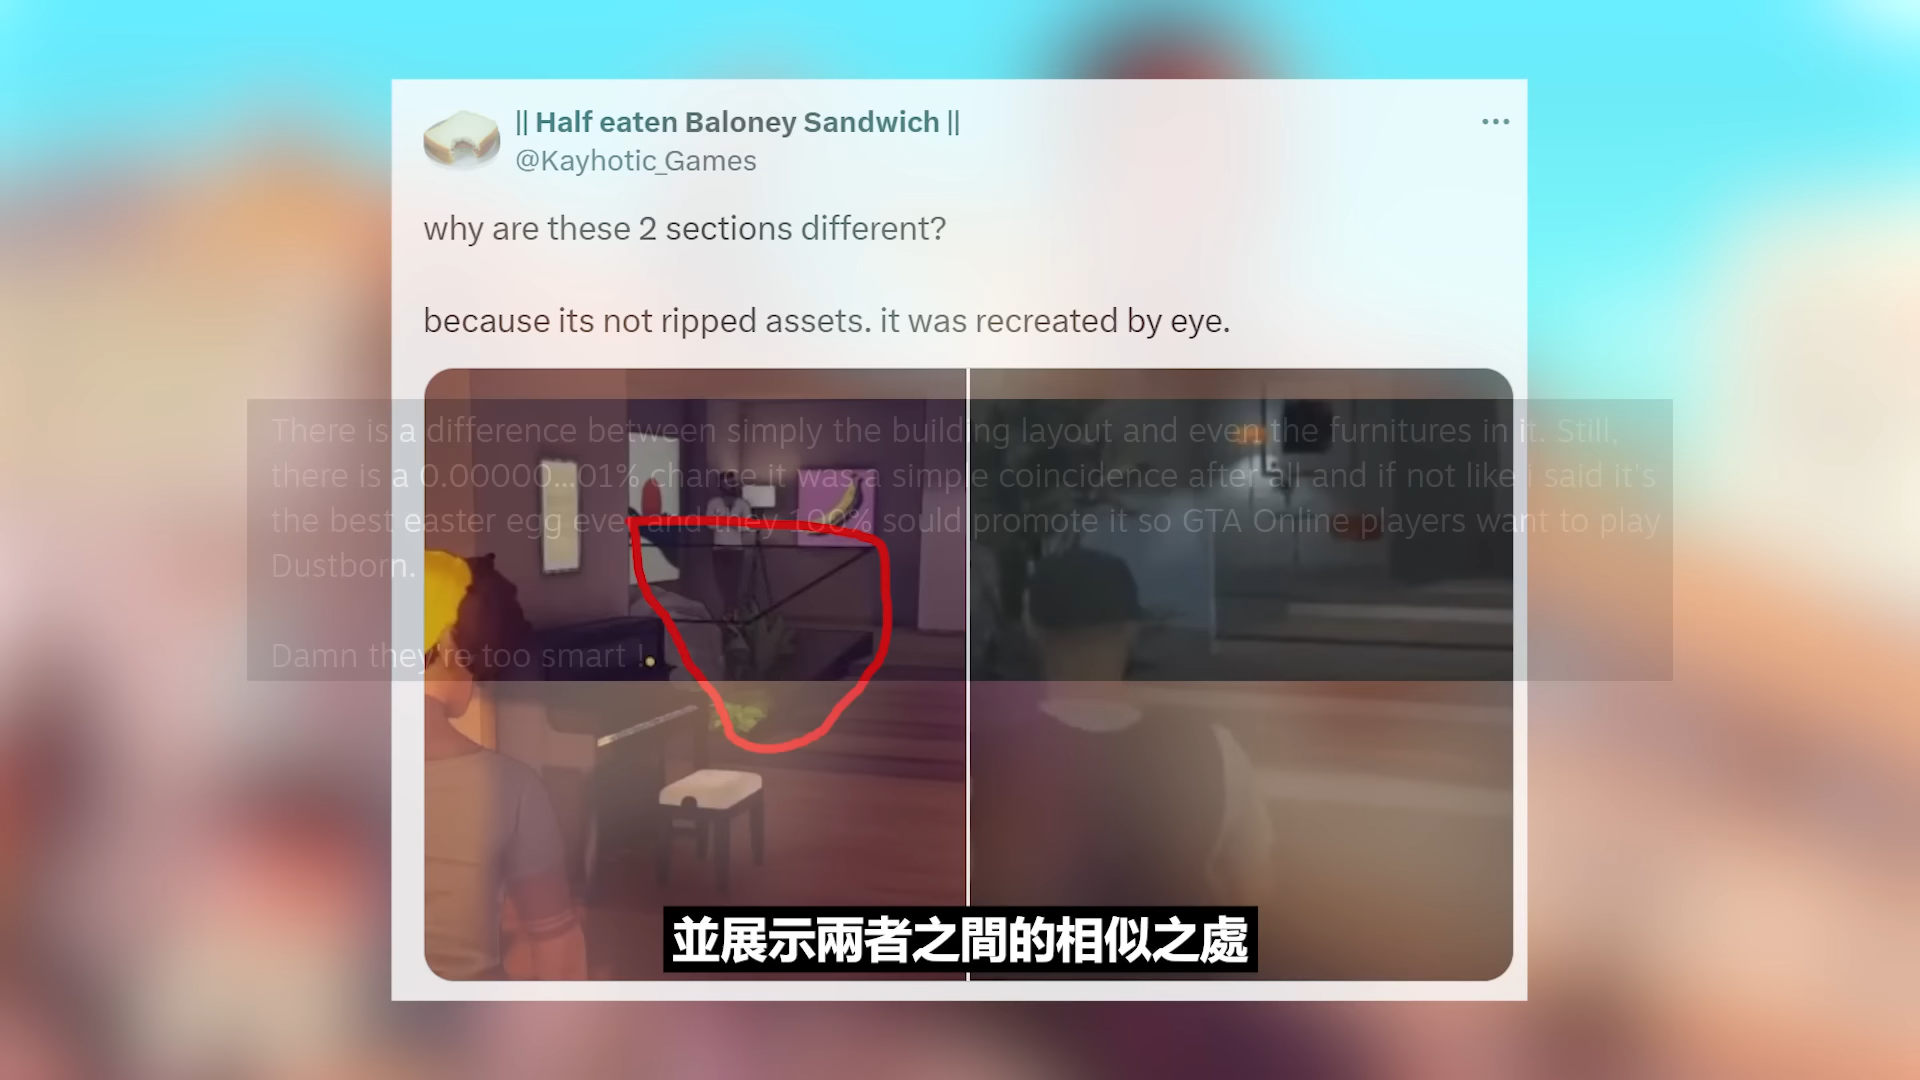 || Half eaten Baloney Sandwich ||
@Kayhotic_Games
why are these 2 sections different?
because its not ripped assets. it was recreated by eye.
There is a difference between simply the building layout and even the furnitures in it. Still,
there is a 0.00000...01% chance it was a simple coincidence after all and if not like i said it's
the best easter egg ever and they 100% sould promote it so GTA Online players want to play
Dustborn.
Damn they're too smart !
並展示兩者之間的相似之處